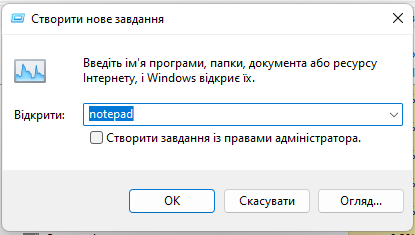 Створити нове завдання
Введіть ім'я програми, папки, документа або ресурсу
Інтернету, і Windows відкриє їх.
Відкрити: notepad
Створити завдання із правами адміністратора.
OK Скасувати Огляд...